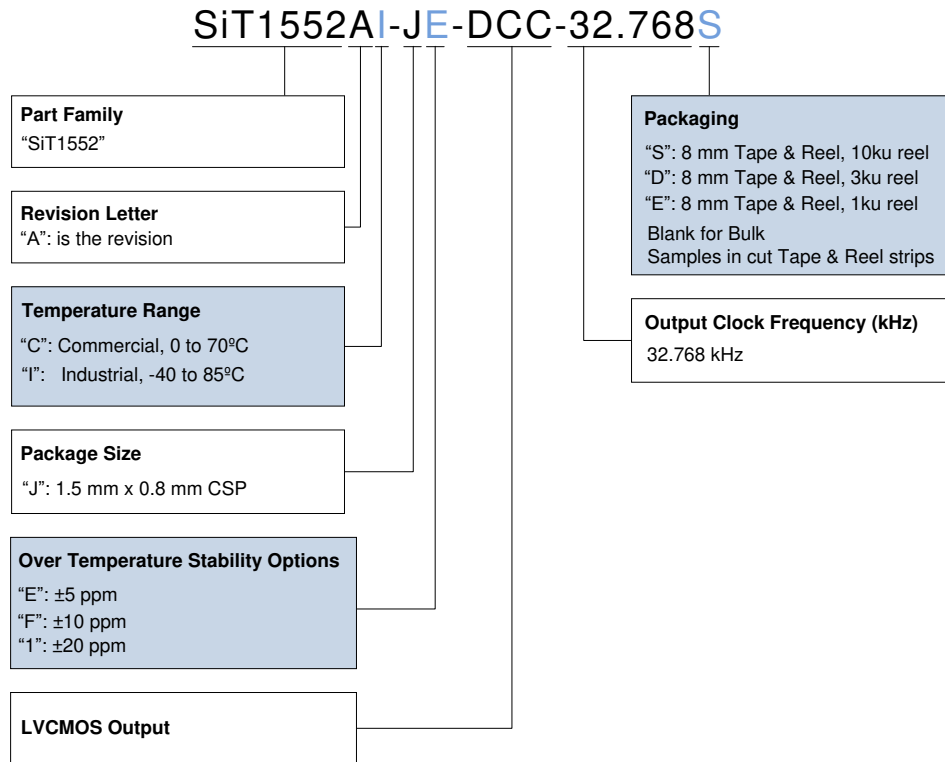 SiT1552AI-JE-DCC-32.768S
Part Family
“SiT1552”
Revision Letter
“A”: is the revision
Temperature Range
“C”: Commercial, 0 to 70ºC
“I”: Industrial, -40 to 85ºC
Package Size
“J”: 1.5 mm x 0.8 mm CSP
Over Temperature Stability Options
“E”: ±5 ppm
“F”: ±10 ppm
“1”: ±20 ppm
LVCMOS Output
Packaging
“S”: 8 mm Tape & Reel, 10ku reel
“D”: 8 mm Tape & Reel, 3ku reel
“E”: 8 mm Tape & Reel, 1ku reel
Blank for Bulk
Samples in cut Tape & Reel strips
Output Clock Frequency (kHz)
32.768 kHz